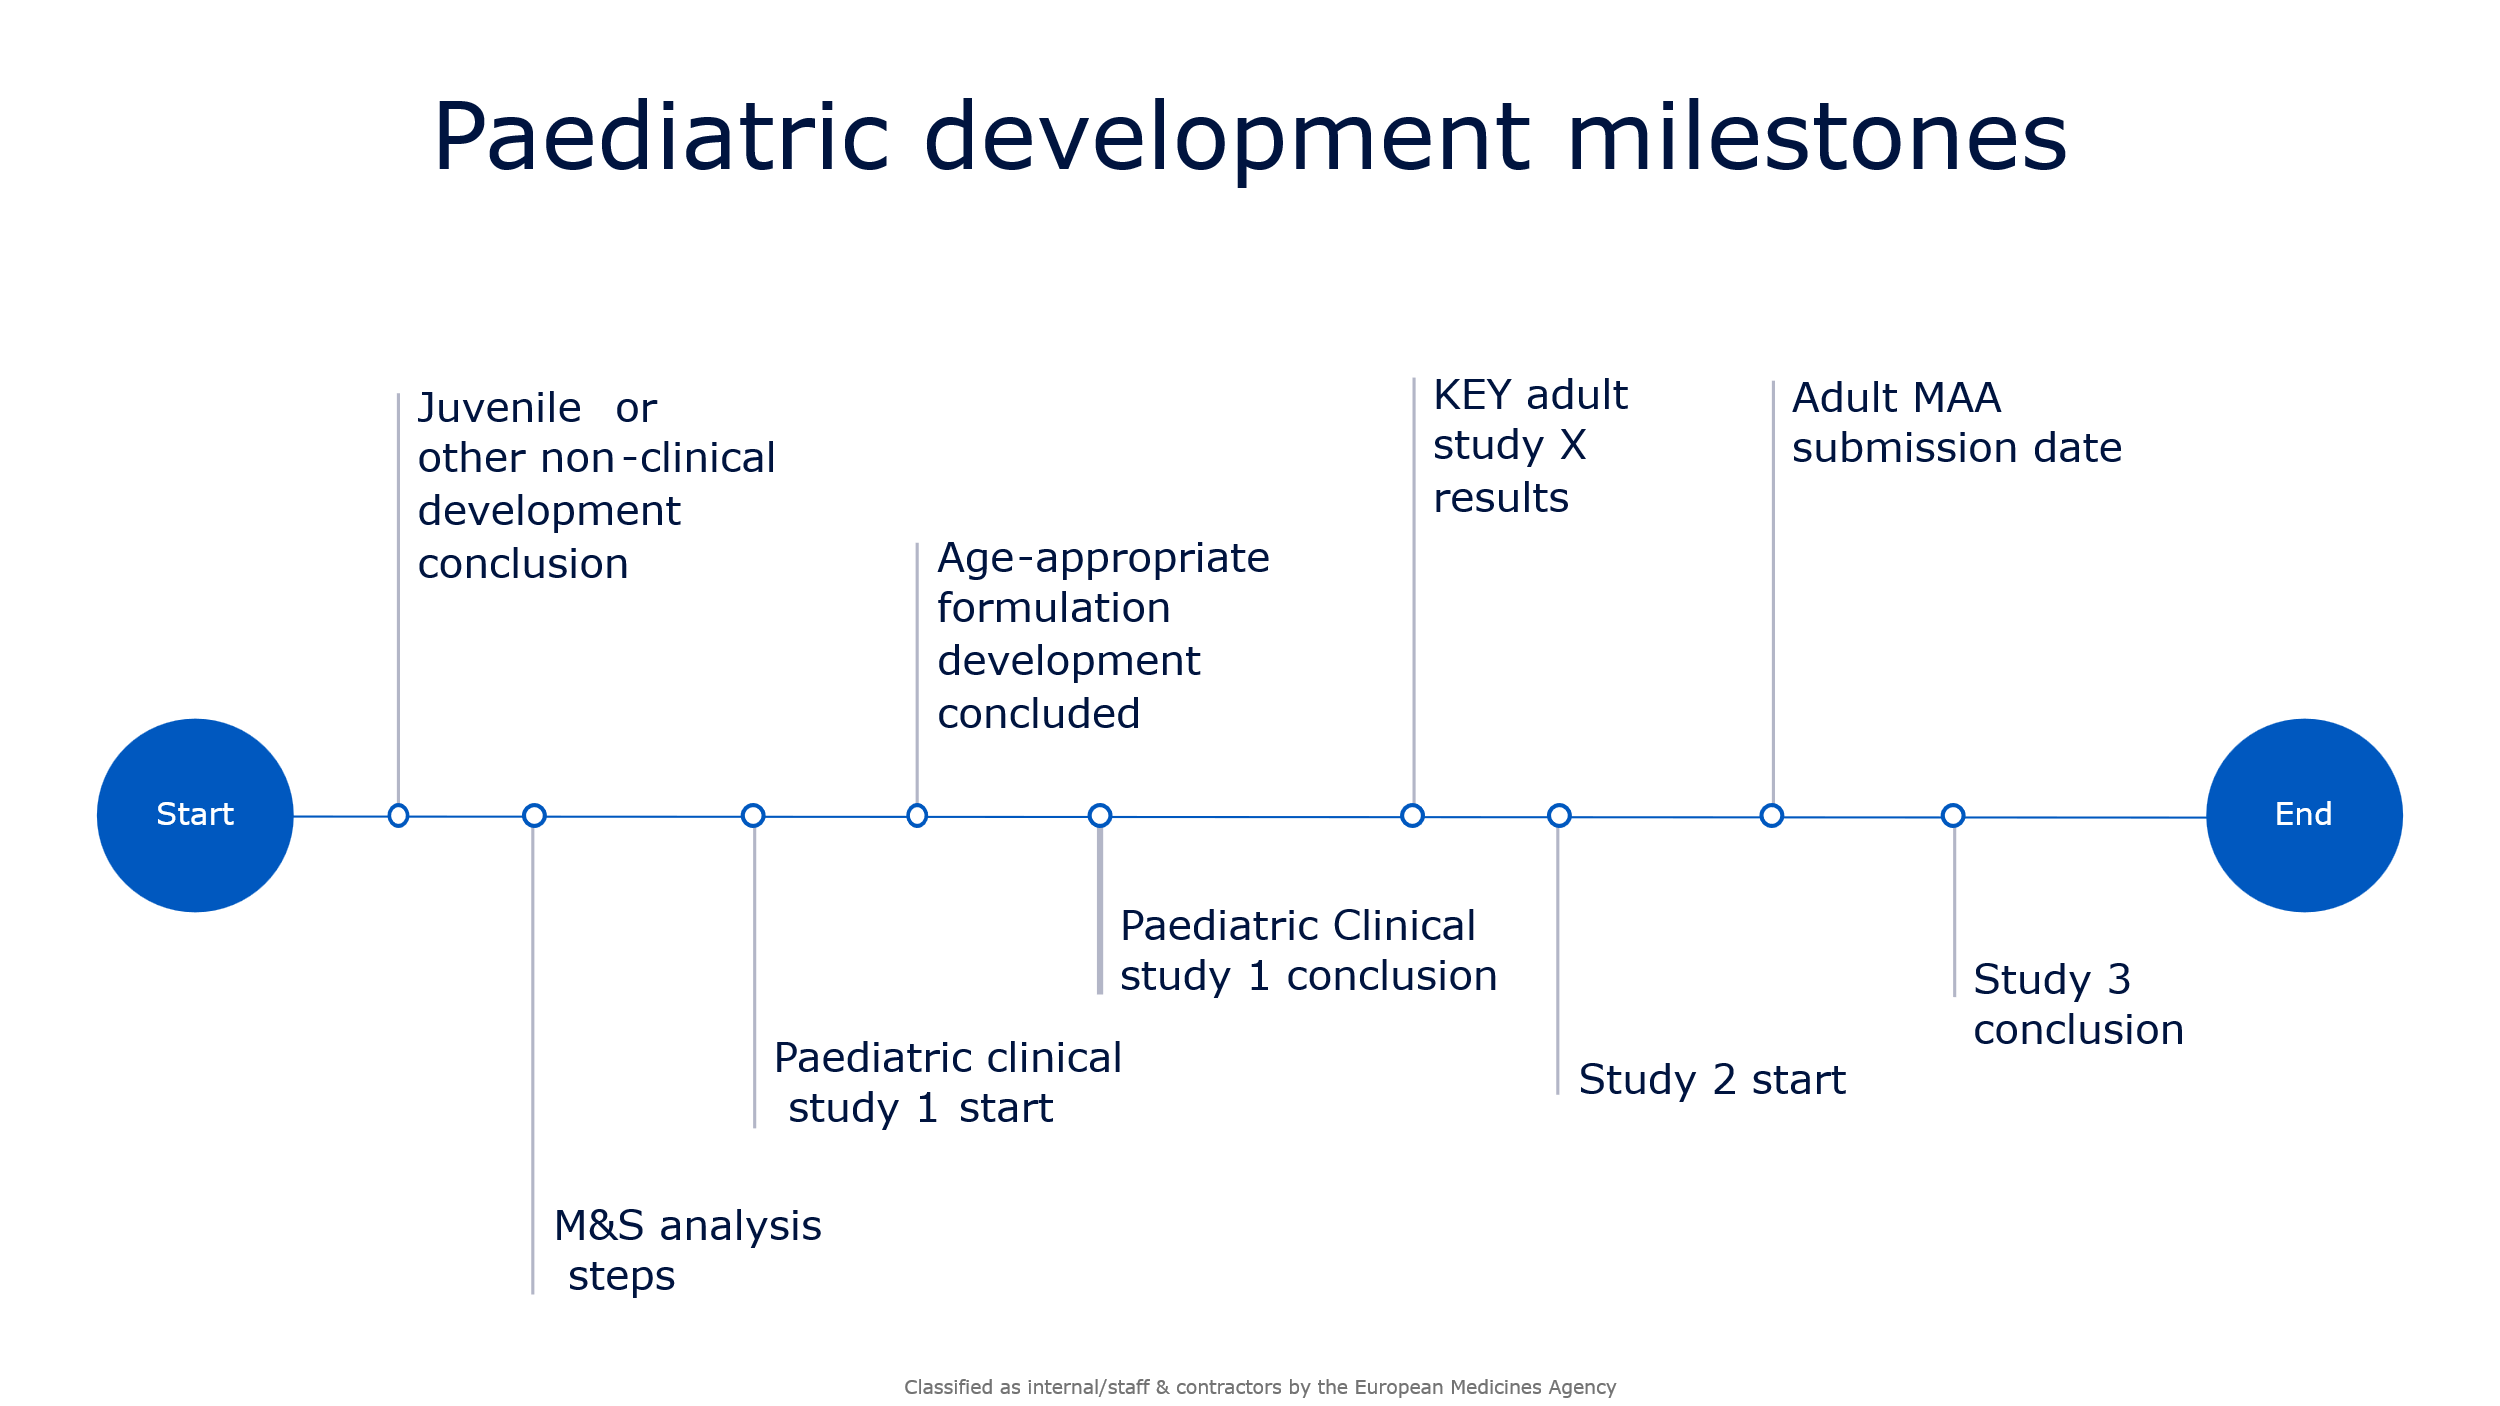 Paediatric development milestones
Juvenile or
other non-clinical
development
conclusion
KEY adult
study X
results
Adult MAA
submission date
Age-appropriate
formulation
development
concluded
Start
End
Paediatric Clinical
study 1 conclusion
Study 3
conclusion
Paediatric clinical
study 1 start
Study 2 start
M&S analysis
steps
Classified as internal/staff & contractors by the European Medicines Agency